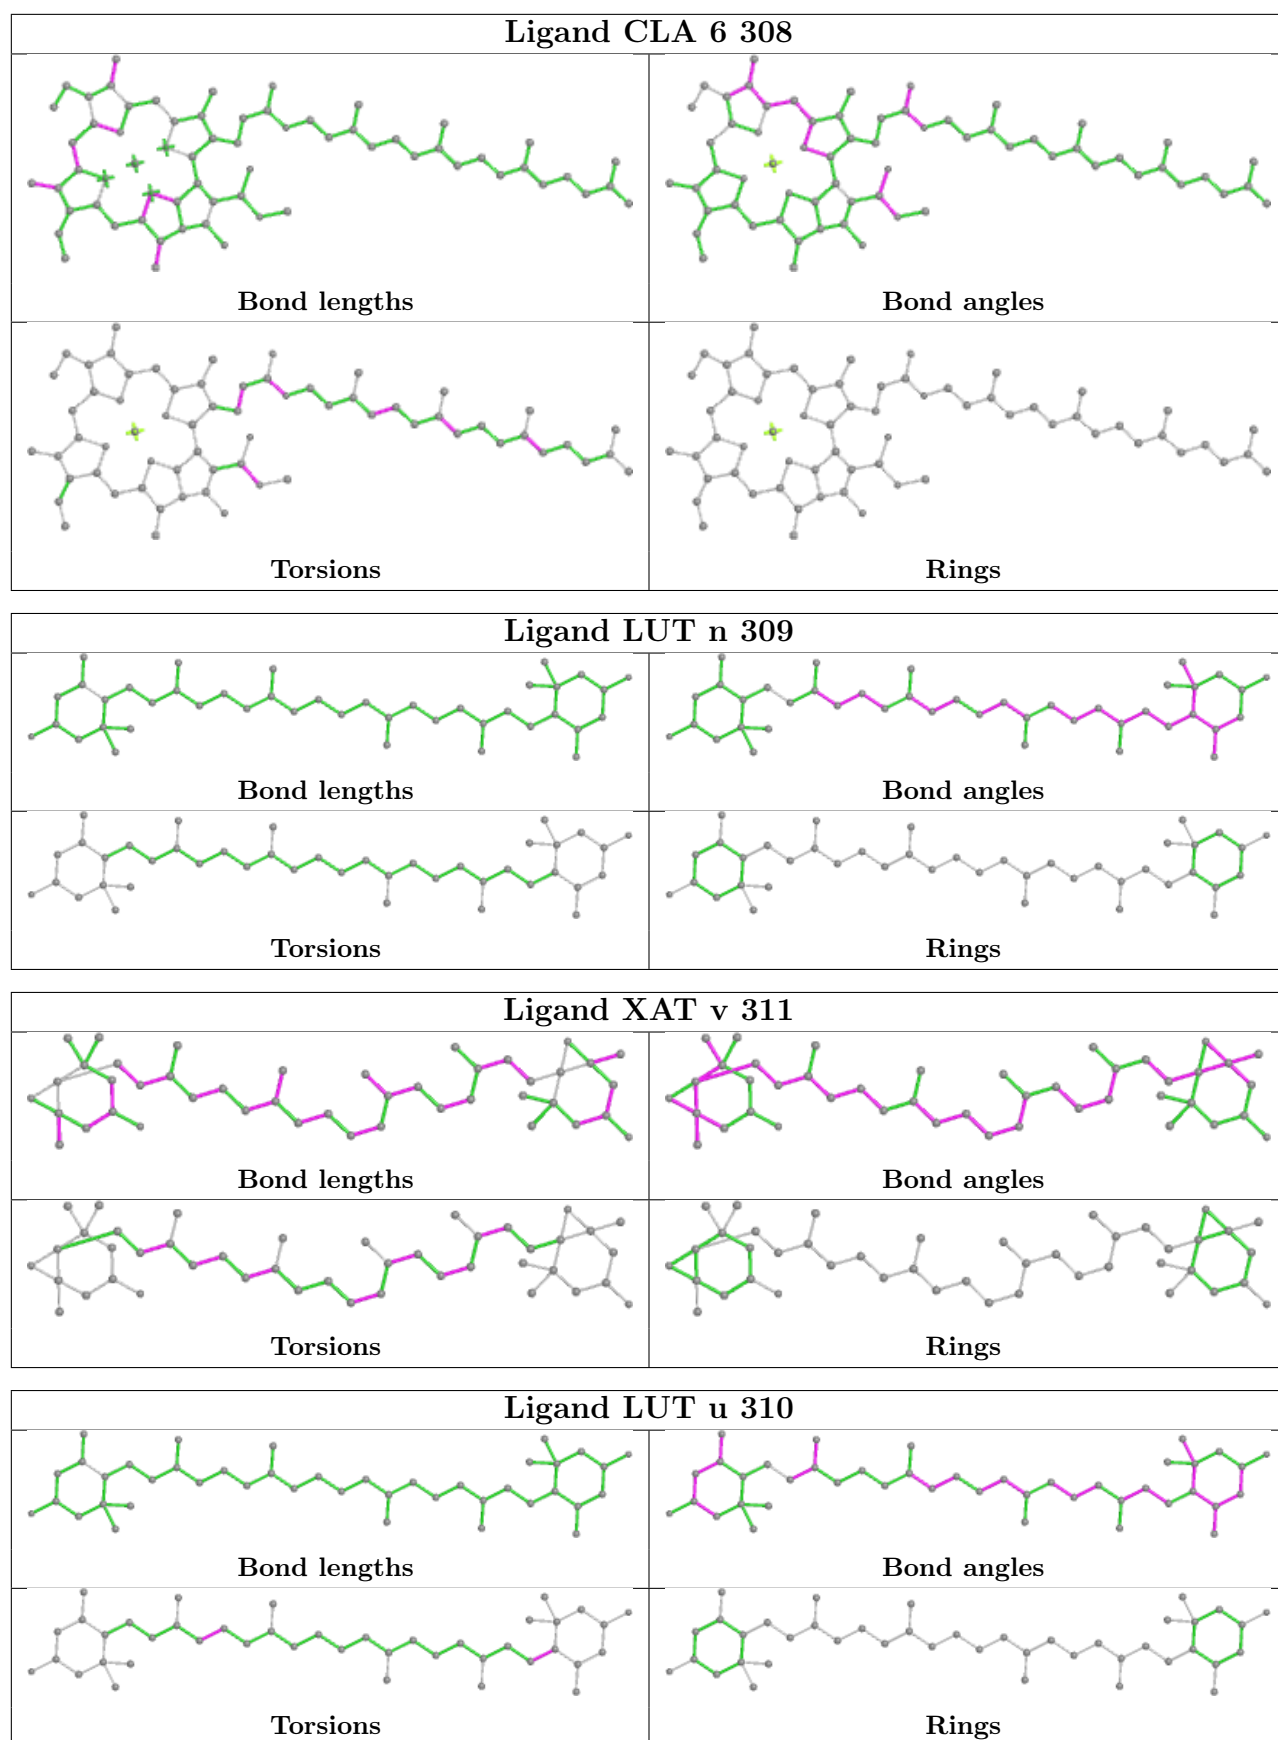 Ligand CLA 6 308
Bond lengths
Bond angles
Torsions
Rings
Ligand LUT n 309
Bond lengths
Bond angles
Torsions
Rings
Ligand XAT v 311
Bond lengths
Bond angles
Torsions
Rings
Ligand LUT u 310
Bond lengths
Bond angles
Torsions
Rings